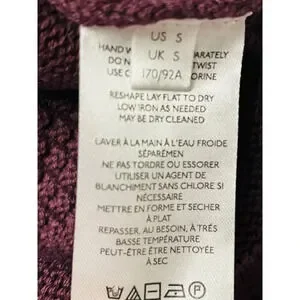 US S
UK S
170/92A
HAND W
ARATELY
DO NO
TWIST
USE C
ORINE
RESHAPE LAY FLAT TO DRY
LOW IRON AS NEEDED
MAY BE DRY CLEANED
LAVER À LA MAIN À L'EAU FROIDE
SÉPARÉMEN
NE PAS TORDRE OU ESSORER
UTILISER UN AGENT DE
BLANCHIMENT SANS CHLORE SI
NÉCESSAIRE
METTRE EN FORME ET SECHER
À PLAT
REPASSER, AU BESOIN, À TRÈS
BASSE TEMPÉRATURE
PEUT-ÊTRE ÊTRE NETTOYÉE
À SEC